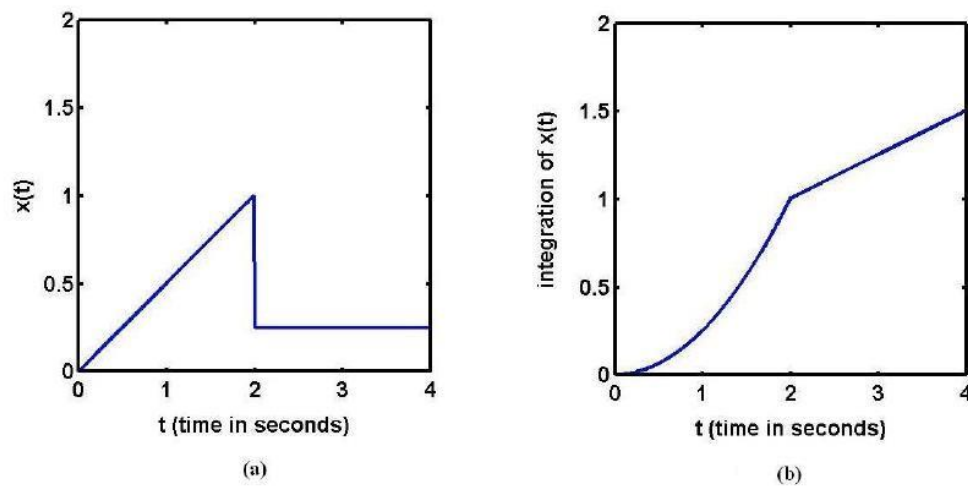 2
1.5
1
0.5
0
x(t)
0 1 2 3 4
t (time in seconds)
(a)
2
1.5
1
0.5
0
integration of x(t)
0 1 2 3 4
t (time in seconds)
(b)